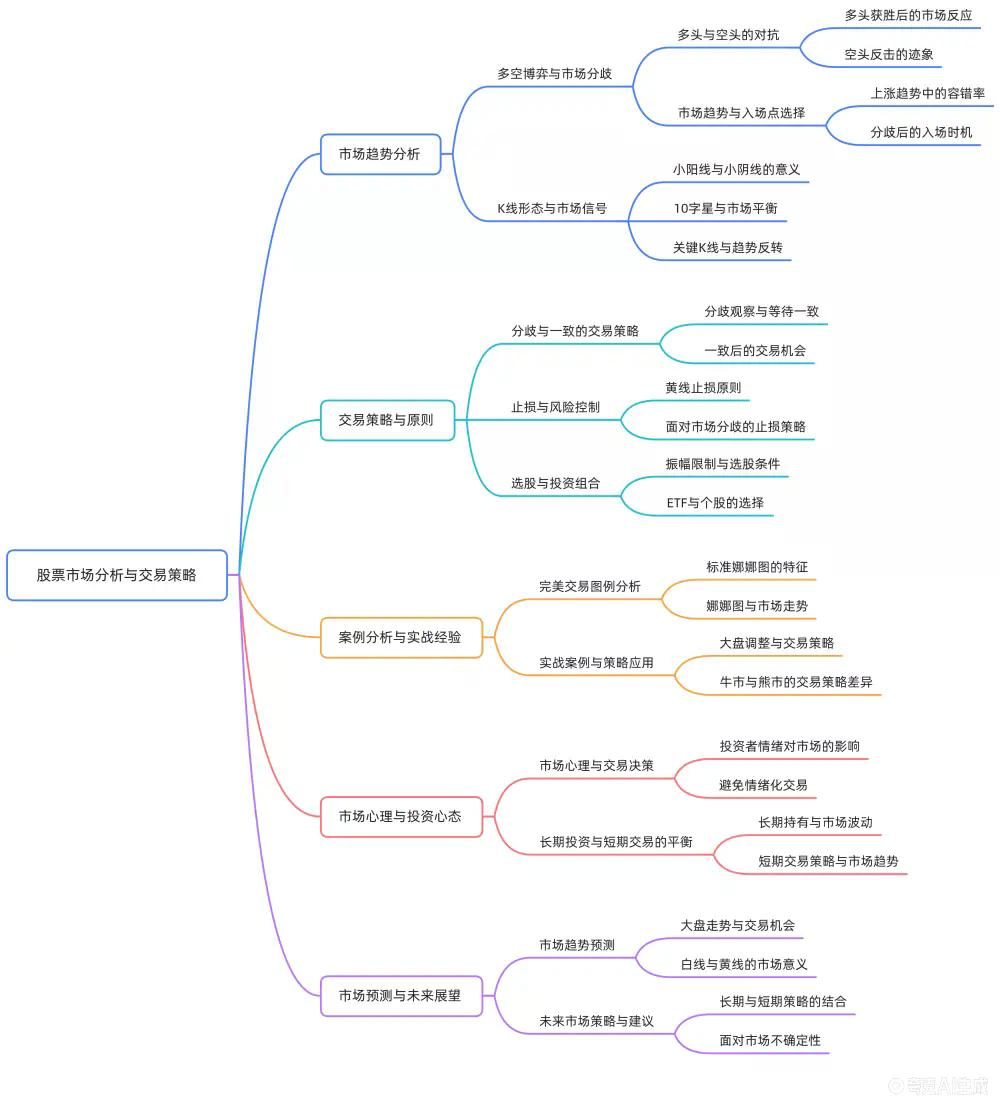 股票市场分析与交易策略
市场趋势分析
多空博弈与市场分歧
多头与空头的对抗
多头获胜后的市场反应
空头反击的迹象
市场趋势与入场点选择
上涨趋势中的容错率
分歧后的入场时机
K线形态与市场信号
小阳线与小阴线的意义
10字星与市场平衡
关键K线与趋势反转
交易策略与原则
分歧与一致的交易策略
分歧观察与等待一致
一致后的交易机会
止损与风险控制
黄线止损原则
面对市场分歧的止损策略
选股与投资组合
振幅限制与选股条件
ETF与个股的选择
案例分析与实战经验
完美交易图例分析
标准娜娜图的特征
娜娜图与市场走势
实战案例与策略应用
大盘调整与交易策略
牛市与熊市的交易策略差异
市场心理与投资心态
市场心理与交易决策
投资者情绪对市场的影响
避免情绪化交易
长期投资与短期交易的平衡
长期持有与市场波动
短期交易策略与市场趋势
市场预测与未来展望
市场趋势预测
大盘走势与交易机会
白线与黄线的市场意义
未来市场策略与建议
长期与短期策略的结合
面对市场不确定性
夸克AI生成